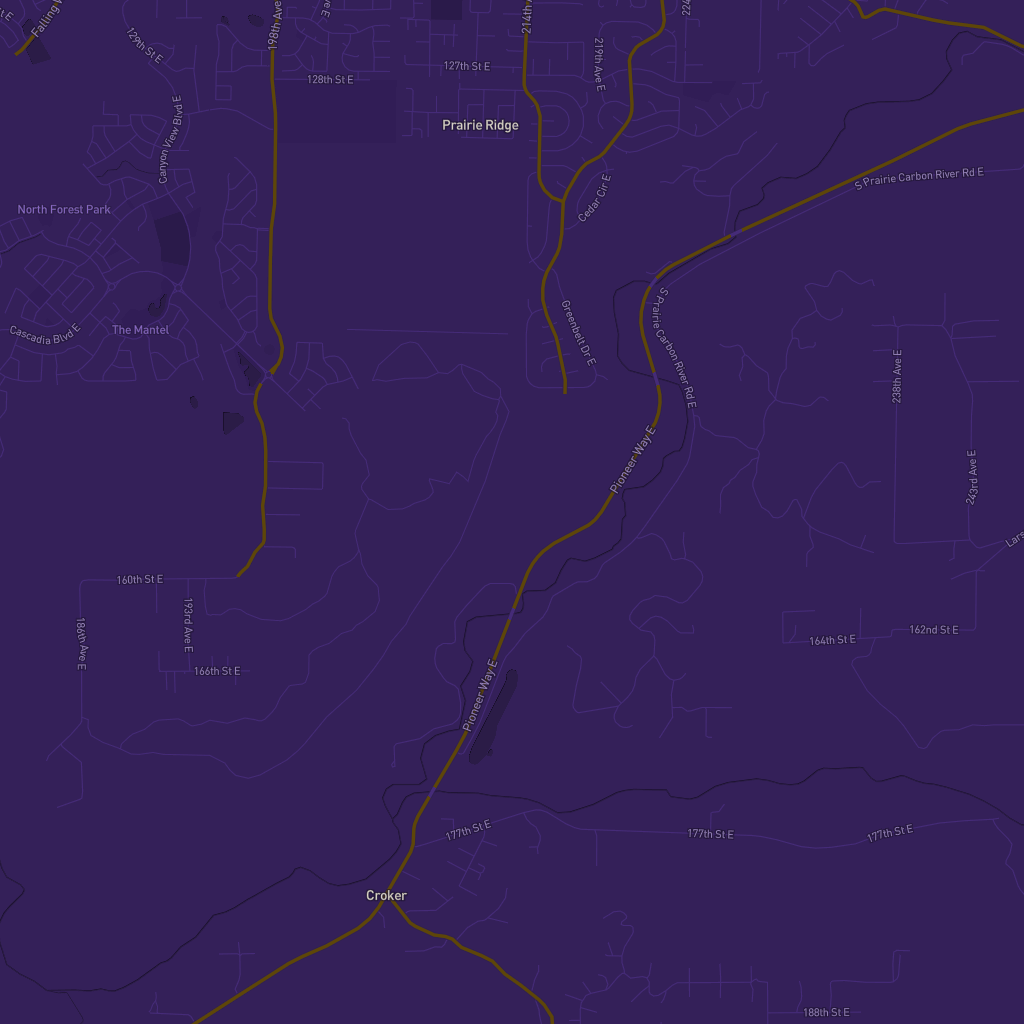 Falling
129th St E
198th Ave
214th
219th Ave E
127th St E
128th St E
Prairie Ridge
Canyon View Blvd E
S Prairie Carbon River Rd E
Cedar Cir E
North Forest Park
The Mantel
Cascadia Blvd E
Greenbelt Dr E
S Prairie Carbon River Rd E
238th Ave E
Pioneer Way E
243rd Ave E
160th St E
193rd Ave E
186th Ave E
162nd St E
164th St E
166th St E
Pioneer Way E
177th St E
177th St E
177th St E
Croker
188th St E